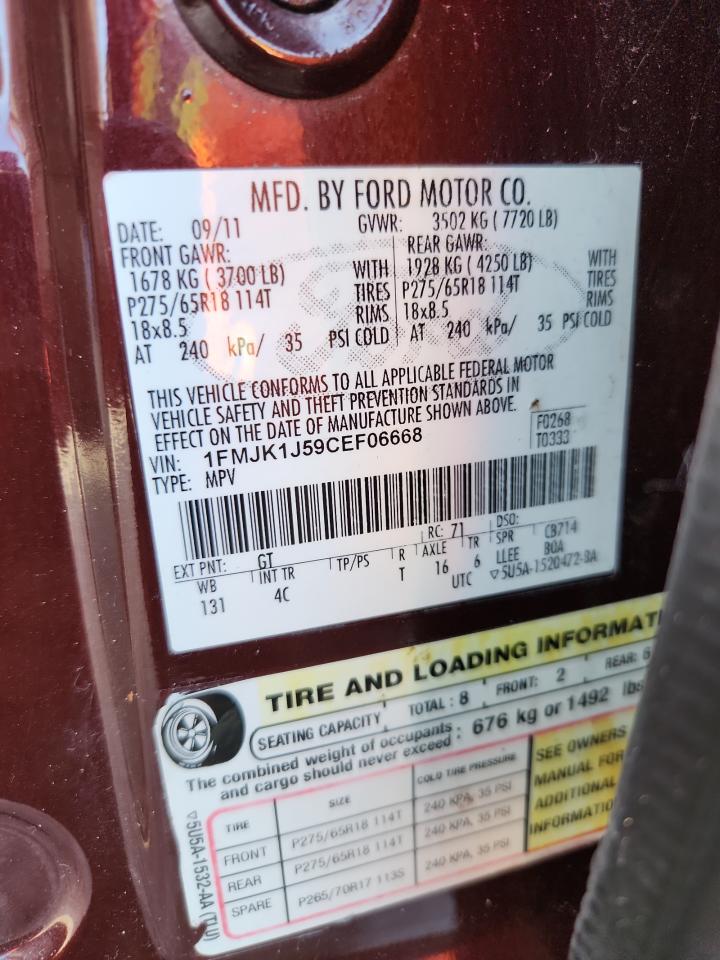 MFD. BY FORD MOTOR CO.
DATE: 09/11 GVWR: 3502 KG ( 7720 LB)
FRONT GAWR: REAR GAWR:
1678 KG ( 3700 LB) WITH 1928 KG ( 4250 LB) WITH
P275/65R18 114T TIRES P275/65R18 114T TIRES
18x8.5 RIMS 18x8.5 RIMS
AT 240 kPa/ 35 PSI COLD AT 240 kPa/ 35 PSI COLD
THIS VEHICLE CONFORMS TO ALL APPLICABLE FEDERAL MOTOR
VEHICLE SAFETY AND THEFT PREVENTION STANDARDS IN
EFFECT ON THE DATE OF MANUFACTURE SHOWN ABOVE.
F0268
VIN: 1FMJK1J59CEF06668 T0333
TYPE: MPV
EXT PNT: GT RC: 71 DSO:
WB INT TR TP/PS R AXLE TR SPR CB714
131 4C T 16 6 LLEE BOA
UTC ▽5U5A-1520472-BA
TIRE AND LOADING INFORMATI
SEATING CAPACITY TOTAL : 8 FRONT: 2 REAR: 6
The combined weight of occupants : 676 kg or 1492 lbs
and cargo should never exceed
TIRE SIZE COLD TIRE PRESSURE SEE OWNERS
FRONT P275/65R18 114T 240 KPA, 35 PSI MANUAL FOR
REAR P275/65R18 114T 240 KPA, 35 PSI ADDITIONAL
SPARE P265/70R17 113S 240 KPA, 35 PSI INFORMATIO
▽5U5A-1532-AA (TLU)